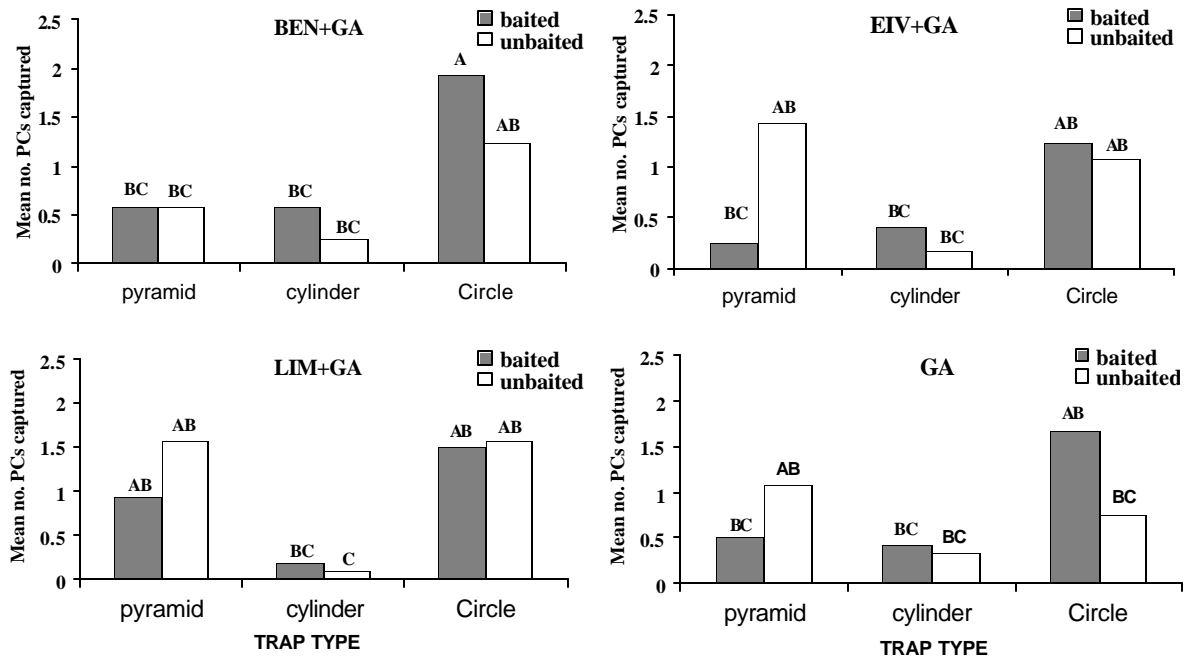 BEN+GA
baited
unbaited
Mean no. PCs captured
2.5
2
1.5
1
0.5
0
BC
BC
BC
BC
A
AB
pyramid
cylinder
Circle
EIV+GA
baited
unbaited
Mean no. PCs captured
2.5
2
1.5
1
0.5
0
BC
AB
BC
BC
AB
AB
pyramid
cylinder
Circle
LIM+GA
baited
unbaited
Mean no. PCs captured
2.5
2
1.5
1
0.5
0
AB
AB
BC
C
AB
AB
pyramid
cylinder
Circle
TRAP TYPE
GA
baited
unbaited
Mean no. PCs captured
2.5
2
1.5
1
0.5
0
BC
AB
BC
BC
AB
BC
pyramid
cylinder
Circle
TRAP TYPE